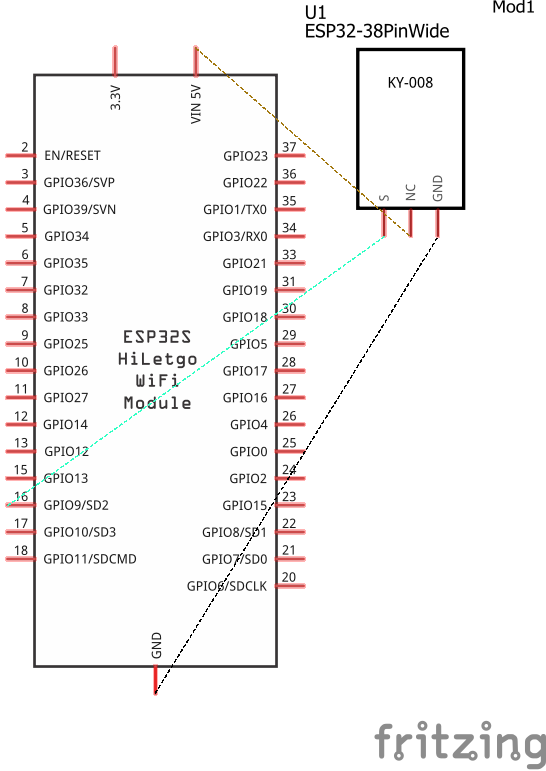 Mod1
U1
ESP32-38PinWide
KY-008
S
NC
GND
3.3V
VIN 5V
2 EN/RESET
3 GPIO36/SVP
4 GPIO39/SVN
5 GPIO34
6 GPIO35
7 GPIO32
8 GPIO33
9 GPIO25
10 GPIO26
11 GPIO27
12 GPIO14
13 GPIO12
15 GPIO13
16 GPIO9/SD2
17 GPIO10/SD3
18 GPIO11/SDCMD
GPIO23 37
GPIO22 36
GPIO1/TX0 35
GPIO3/RX0 34
GPIO21 33
GPIO19 31
GPIO18 30
GPIO5 29
GPIO17 28
GPIO16 27
GPIO4 26
GPIO0 25
GPIO2 24
GPIO15 23
GPIO8/SD1 22
GPIO7/SD0 21
GPIO6/SDCLK 20
ESP32S
HiLetgo
WiFi
Module
GND
fritzing